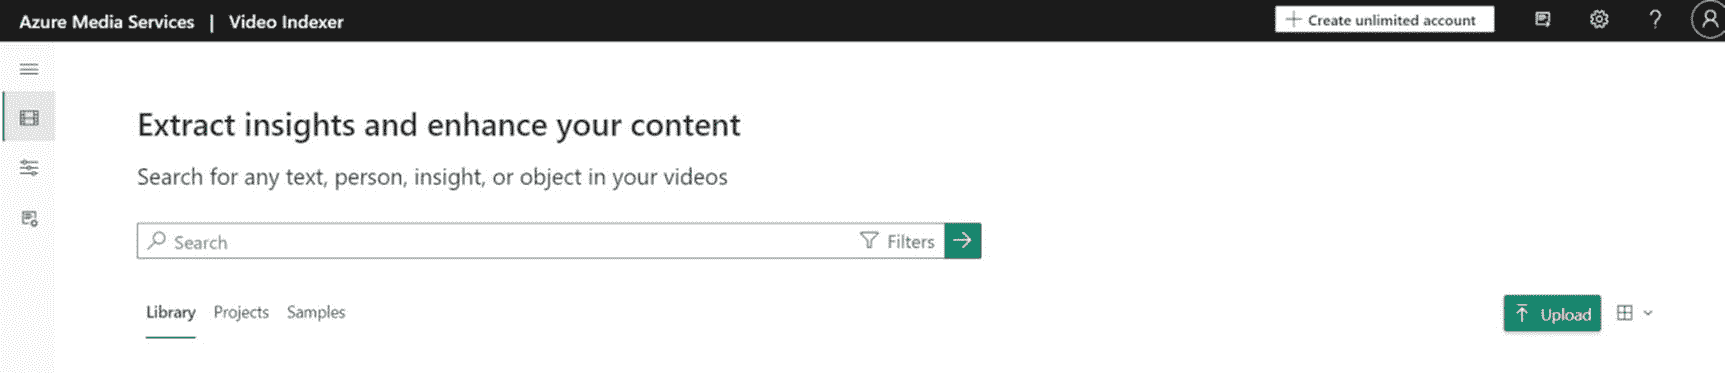 Azure Media Services | Video Indexer
Create unlimited account
?
Extract insights and enhance your content
Search for any text, person, insight, or object in your videos
Search Filters
Library Projects Samples
Upload